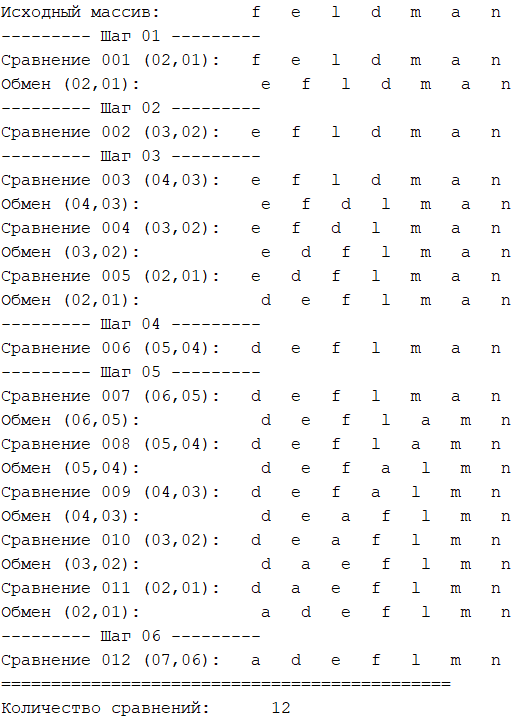 Исходный массив: f e l d m a n
--------- Шаг 01 ---------
Сравнение 001 (02,01): f e l d m a n
Обмен (02,01): e f l d m a n
--------- Шаг 02 ---------
Сравнение 002 (03,02): e f l d m a n
--------- Шаг 03 ---------
Сравнение 003 (04,03): e f l d m a n
Обмен (04,03): e f d l m a n
Сравнение 004 (03,02): e f d l m a n
Обмен (03,02): e d f l m a n
Сравнение 005 (02,01): e d f l m a n
Обмен (02,01): d e f l m a n
--------- Шаг 04 ---------
Сравнение 006 (05,04): d e f l m a n
--------- Шаг 05 ---------
Сравнение 007 (06,05): d e f l m a n
Обмен (06,05): d e f l a m n
Сравнение 008 (05,04): d e f l a m n
Обмен (05,04): d e f a l m n
Сравнение 009 (04,03): d e f a l m n
Обмен (04,03): d e a f l m n
Сравнение 010 (03,02): d e a f l m n
Обмен (03,02): d a e f l m n
Сравнение 011 (02,01): d a e f l m n
Обмен (02,01): a d e f l m n
--------- Шаг 06 ---------
Сравнение 012 (07,06): a d e f l m n
=============================================
Количество сравнений: 12